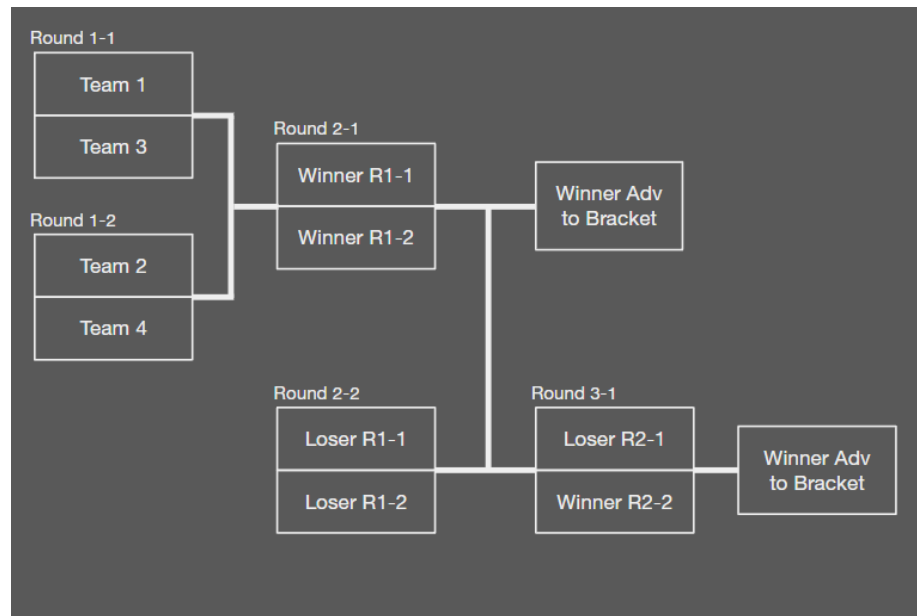 Round 1-1
Team 1
Team 3
Round 1-2
Team 2
Team 4
Round 2-1
Winner R1-1
Winner R1-2
Winner Adv
to Bracket
Round 2-2
Loser R1-1
Loser R1-2
Round 3-1
Loser R2-1
Winner R2-2
Winner Adv
to Bracket